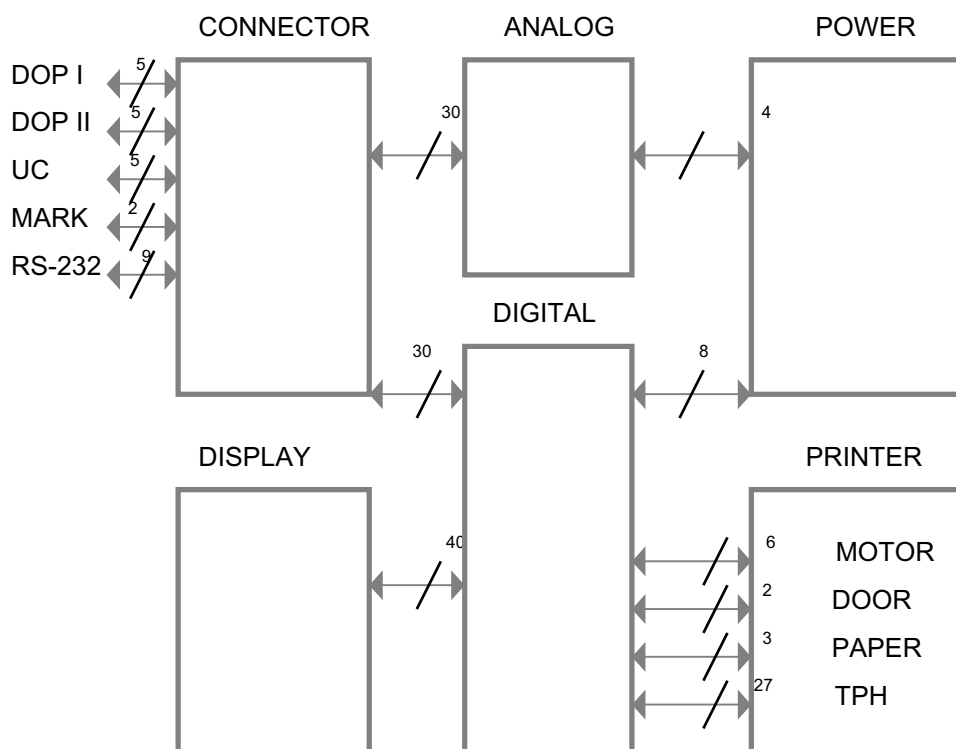 CONNECTOR ANALOG POWER
DOP I 5
DOP II 5
30 4
UC 5
MARK 2
RS-232 9
DIGITAL
30 8
DISPLAY PRINTER
40 6 MOTOR
2 DOOR
3 PAPER
27 TPH